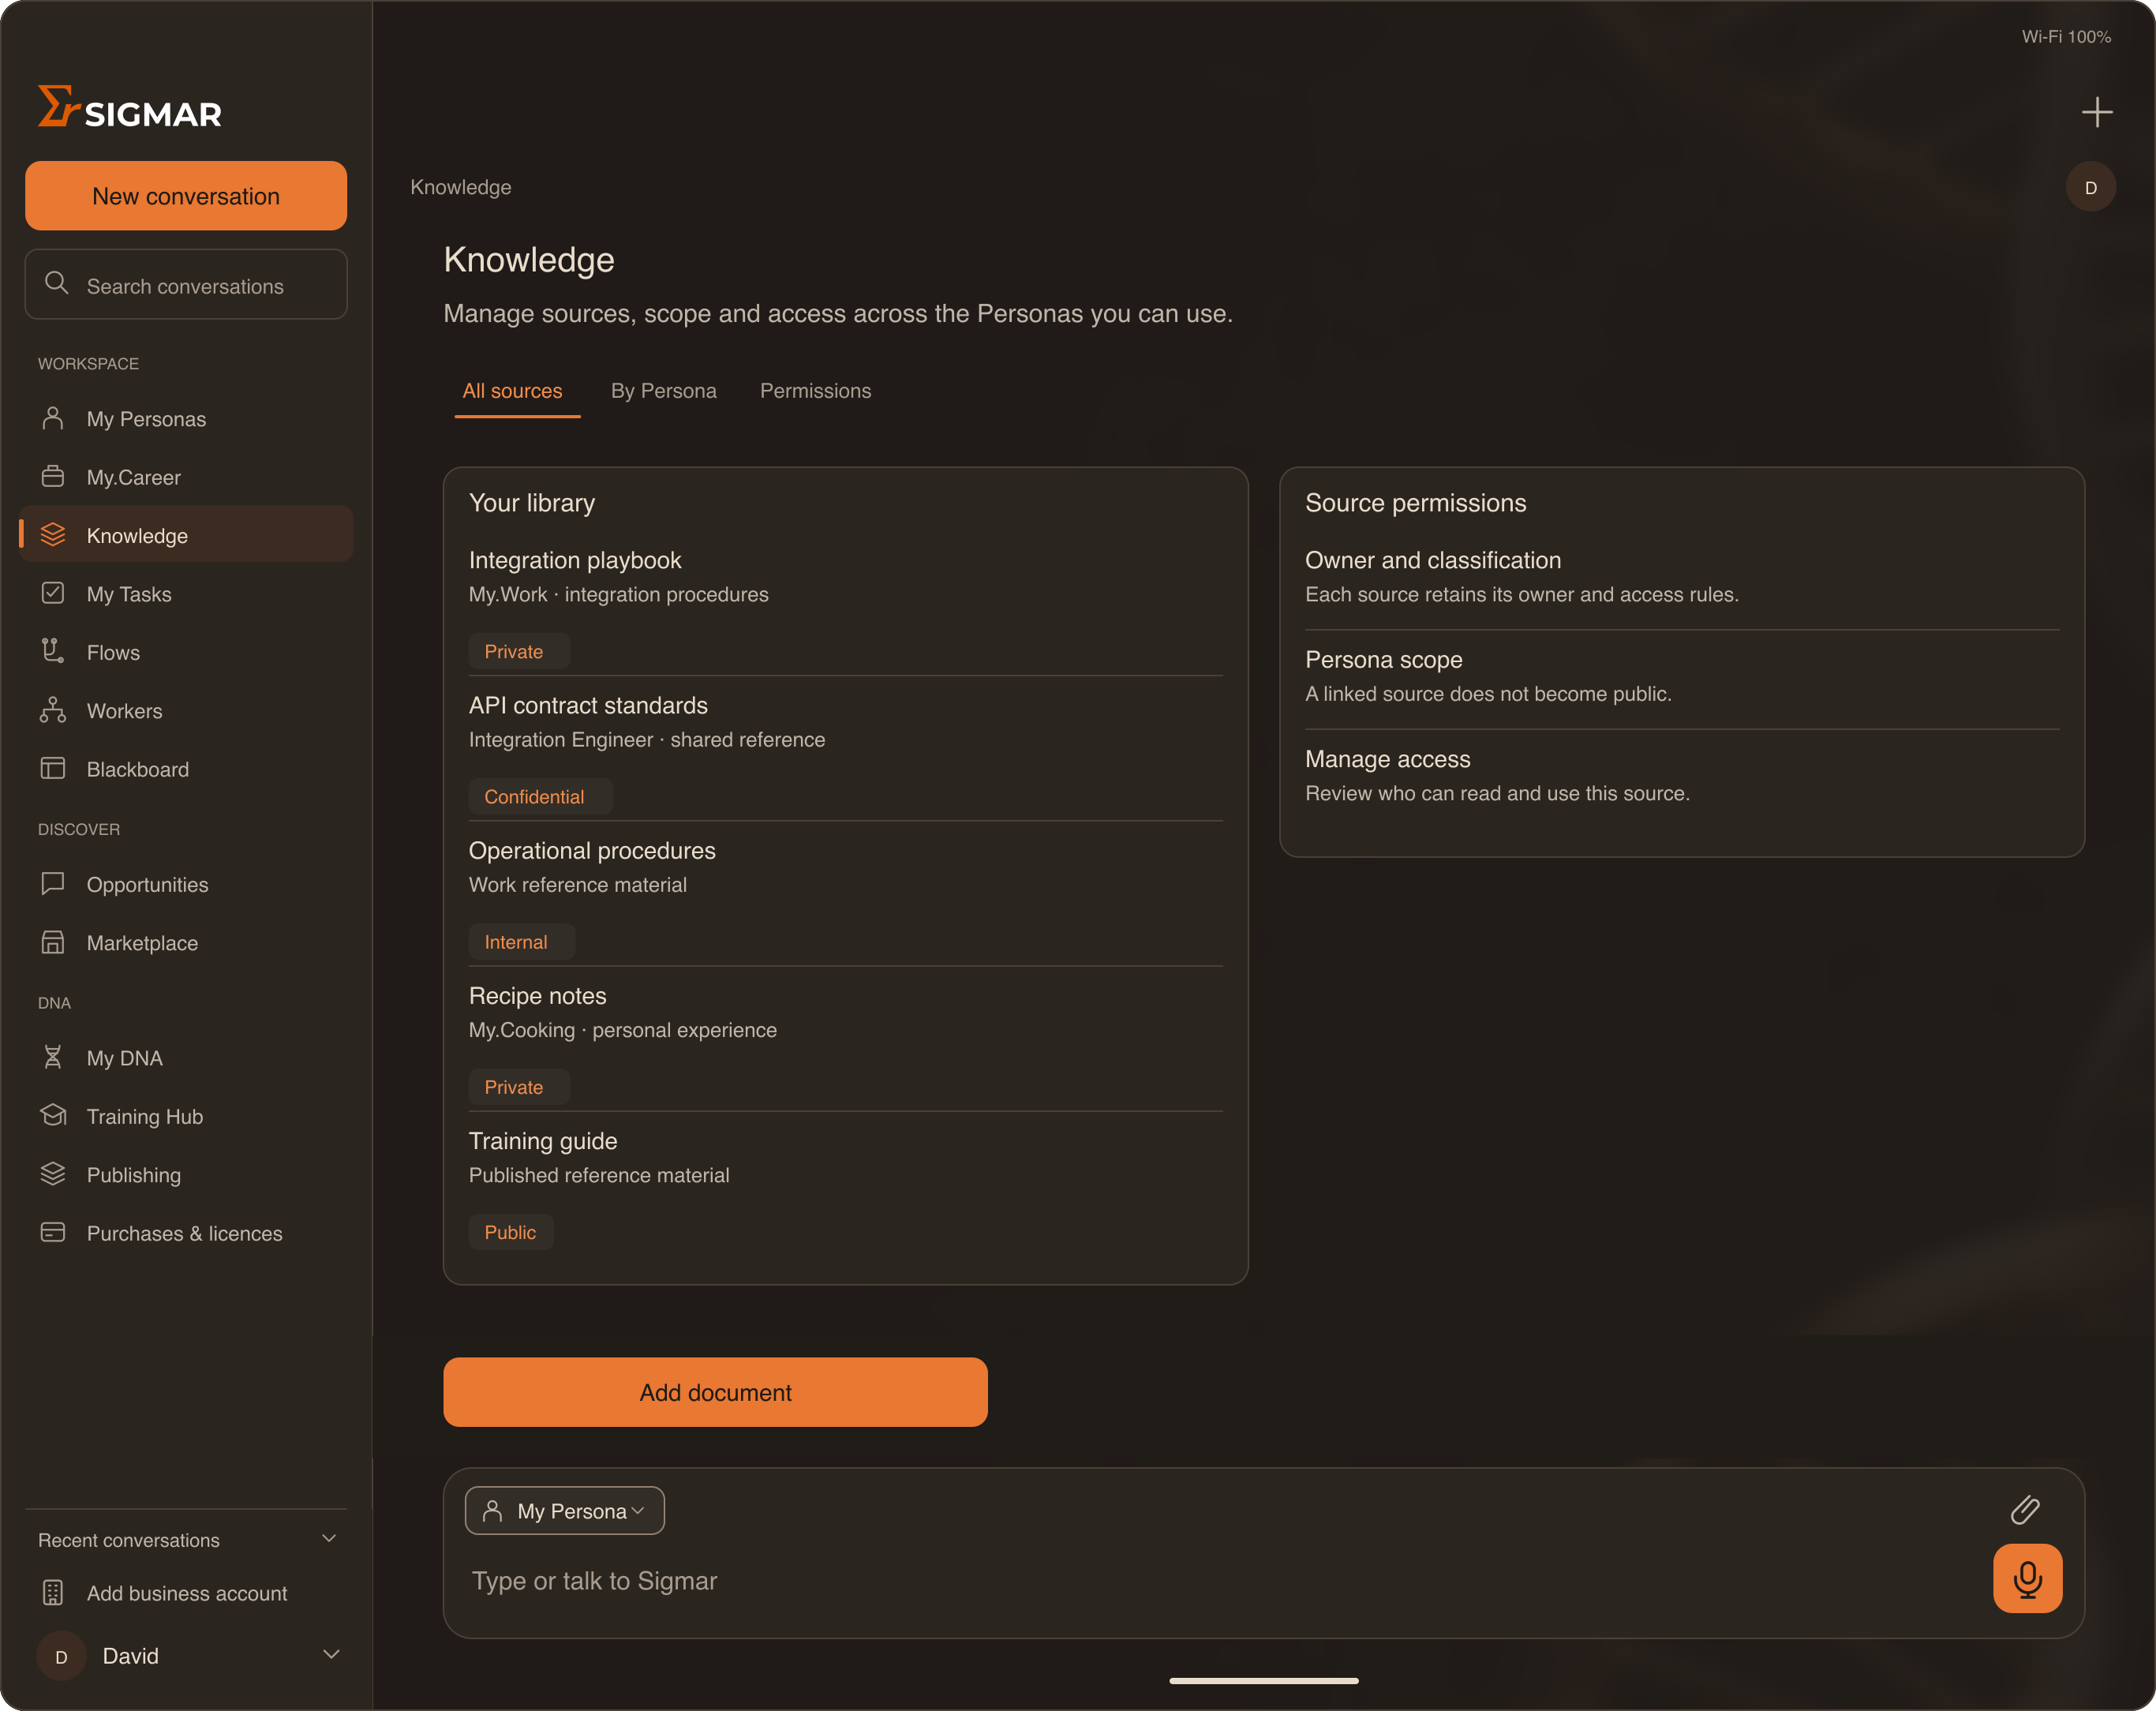 Wi-Fi 100%
Σr SIGMAR
New conversation
Search conversations
WORKSPACE
My Personas
My.Career
Knowledge
My Tasks
Flows
Workers
Blackboard
DISCOVER
Opportunities
Marketplace
DNA
My DNA
Training Hub
Publishing
Purchases & licences
Recent conversations
Add business account
D
David
Knowledge
D
Knowledge
Manage sources, scope and access across the Personas you can use.
All sources
By Persona
Permissions
Your library
Integration playbook
My.Work · integration procedures
Private
API contract standards
Integration Engineer · shared reference
Confidential
Operational procedures
Work reference material
Internal
Recipe notes
My.Cooking · personal experience
Private
Training guide
Published reference material
Public
Source permissions
Owner and classification
Each source retains its owner and access rules.
Persona scope
A linked source does not become public.
Manage access
Review who can read and use this source.
Add document
My Persona
Type or talk to Sigmar